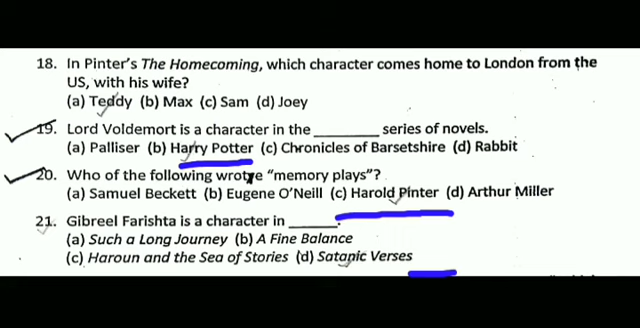 18. In Pinter's The Homecoming, which character comes home to London from the
US, with his wife?
(a) Teddy (b) Max (c) Sam (d) Joey
19. Lord Voldemort is a character in the __________ series of novels.
(a) Palliser (b) Harry Potter (c) Chronicles of Barsetshire (d) Rabbit
20. Who of the following wrote "memory plays"?
(a) Samuel Beckett (b) Eugene O'Neill (c) Harold Pinter (d) Arthur Miller
21. Gibreel Farishta is a character in ________.
(a) Such a Long Journey (b) A Fine Balance
(c) Haroun and the Sea of Stories (d) Satanic Verses